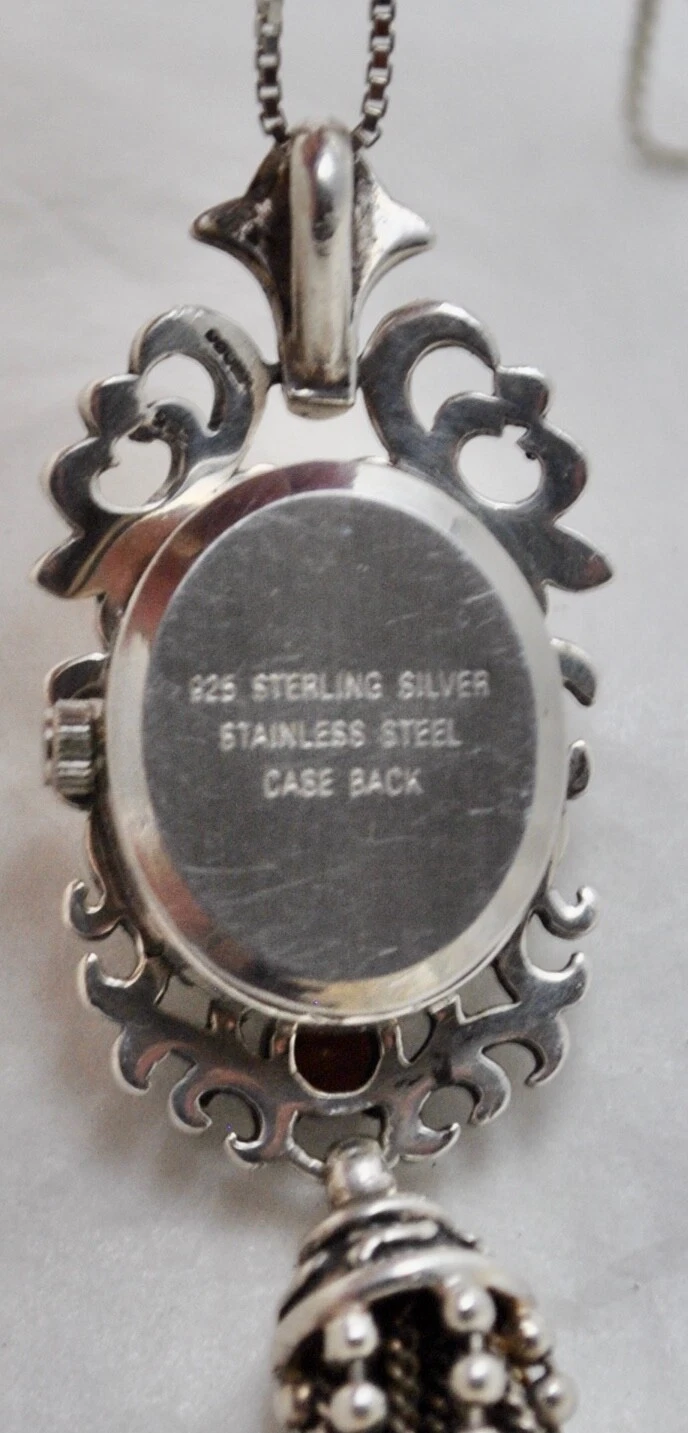 925 STERLING SILVER
STAINLESS STEEL
CASE BACK